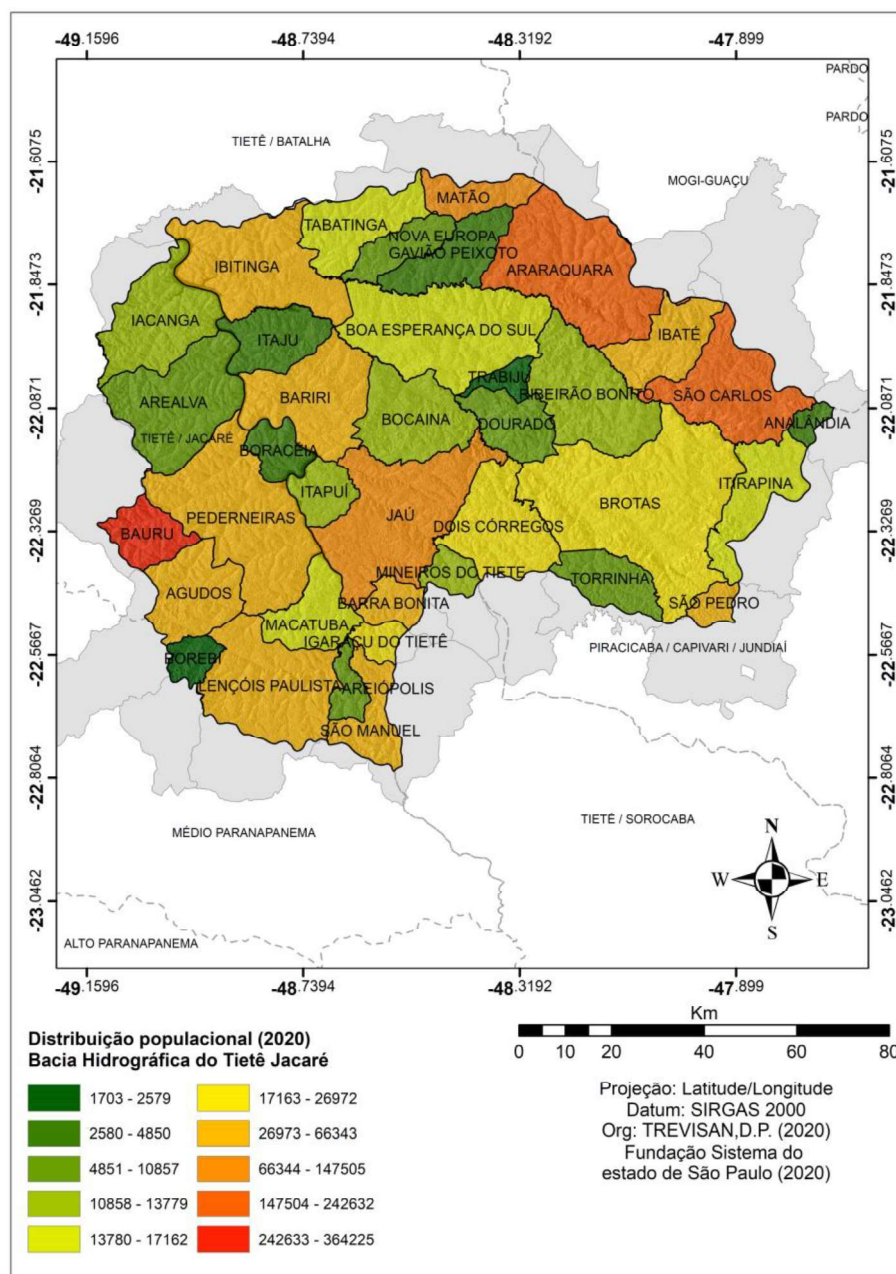 -49.1596 -48.7394 -48.3192 -47.899
PARDO
PARDO
TIETÊ / BATALHA
-21.6075 -21.6075
MOGI-GUAÇU
MATÃO
TABATINGA
NOVA EUROPA
GAVIÃO PEIXOTO
IBITINGA
ARARAQUARA
-21.8473 -21.8473
IACANGA
BOA ESPERANÇA DO SUL
IBATÉ
ITAJU
TRABIJU
BARIRI
RIBEIRÃO BONITO
SÃO CARLOS
AREALVA
-22.0871 -22.0871
BOCAINA
DOURADO
ANALÂNDIA
TIETÊ / JACARÉ
BORACÉIA
ITIRAPINA
ITAPUÍ
BROTAS
PEDERNEIRAS
JAÚ
DOIS CÓRREGOS
-22.3269 -22.3269
BAURU
MINEIROS DO TIETE
TORRINHA
AGUDOS
BARRA BONITA
SÃO PEDRO
MACATUBA
IGARAÇU DO TIETÊ
PIRACICABA / CAPIVARI / JUNDIAÍ
-22.5667 -22.5667
BOREBI
LENÇÓIS PAULISTA
AREIÓPOLIS
SÃO MANUEL
-22.8064 -22.8064
TIETÊ / SOROCABA
MÉDIO PARANAPANEMA
N
W E
S
-23.0462 -23.0462
ALTO PARANAPANEMA
-49.1596 -48.7394 -48.3192 -47.899
Km
0 10 20 40 60 80
Distribuição populacional (2020)
Bacia Hidrográfica do Tietê Jacaré
1703 - 2579
2580 - 4850
4851 - 10857
10858 - 13779
13780 - 17162
17163 - 26972
26973 - 66343
66344 - 147505
147504 - 242632
242633 - 364225
Projeção: Latitude/Longitude
Datum: SIRGAS 2000
Org: TREVISAN,D.P. (2020)
Fundação Sistema do
estado de São Paulo (2020)